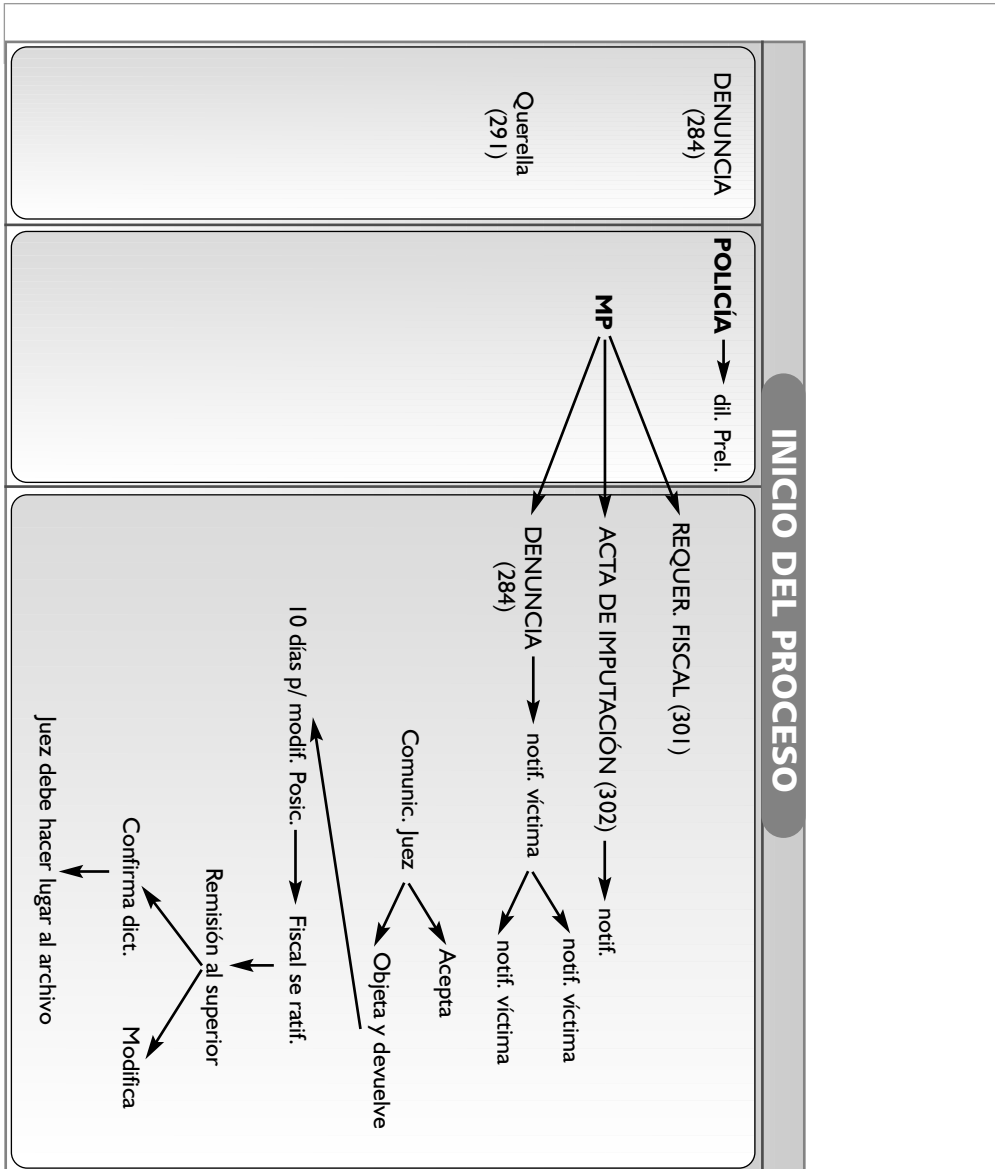 INICIO DEL PROCESO
DENUNCIA
(284)
Querella
(291)
POLICÍA
dil. Prel.
MP
REQUER. FISCAL (301)
ACTA DE IMPUTACIÓN (302)
notif.
DENUNCIA
(284)
notif. víctima
notif. víctima
notif. víctima
Comunic. Juez
Acepta
Objeta y devuelve
10 días p/ modif. Posic.
Fiscal se ratif.
Remisión al superior
Confirma dict.
Modifica
Juez debe hacer lugar al archivo